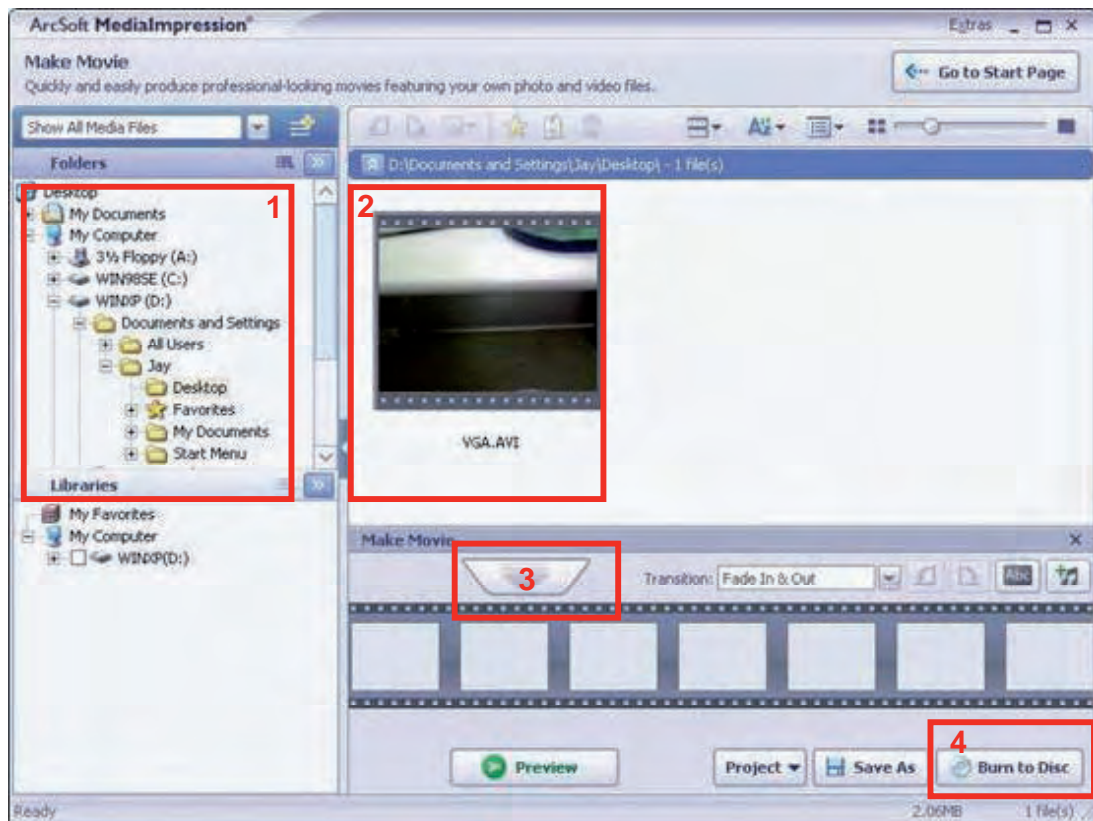 ArcSoft MediaImpression® Extras
Make Movie
Quickly and easily produce professional-looking movies featuring your own photo and video files.
Go to Start Page
Show All Media Files
Folders
D:\Documents and Settings\Jay\Desktop\ - 1 file(s)
Desktop
1
My Documents
My Computer
3½ Floppy (A:)
WIN98SE (C:)
WINXP (D:)
Documents and Settings
All Users
Jay
Desktop
Favorites
My Documents
Start Menu
2
VGA.AVI
Libraries
My Favorites
My Computer
WINXP(D:)
Make Movie
3
Transition: Fade In & Out
Abc
4
Preview
Project
Save As
Burn to Disc
Ready
2.06MB
1 file(s)